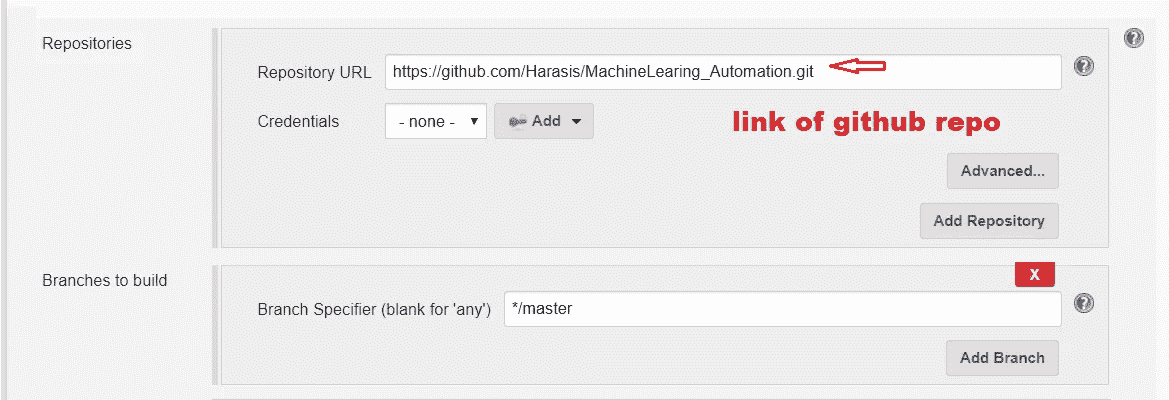 Repositories
Repository URL https://github.com/Harasis/MachineLearing_Automation.git
Credentials - none - Add
link of github repo
Advanced...
Add Repository
Branches to build
X
Branch Specifier (blank for 'any') */master
Add Branch